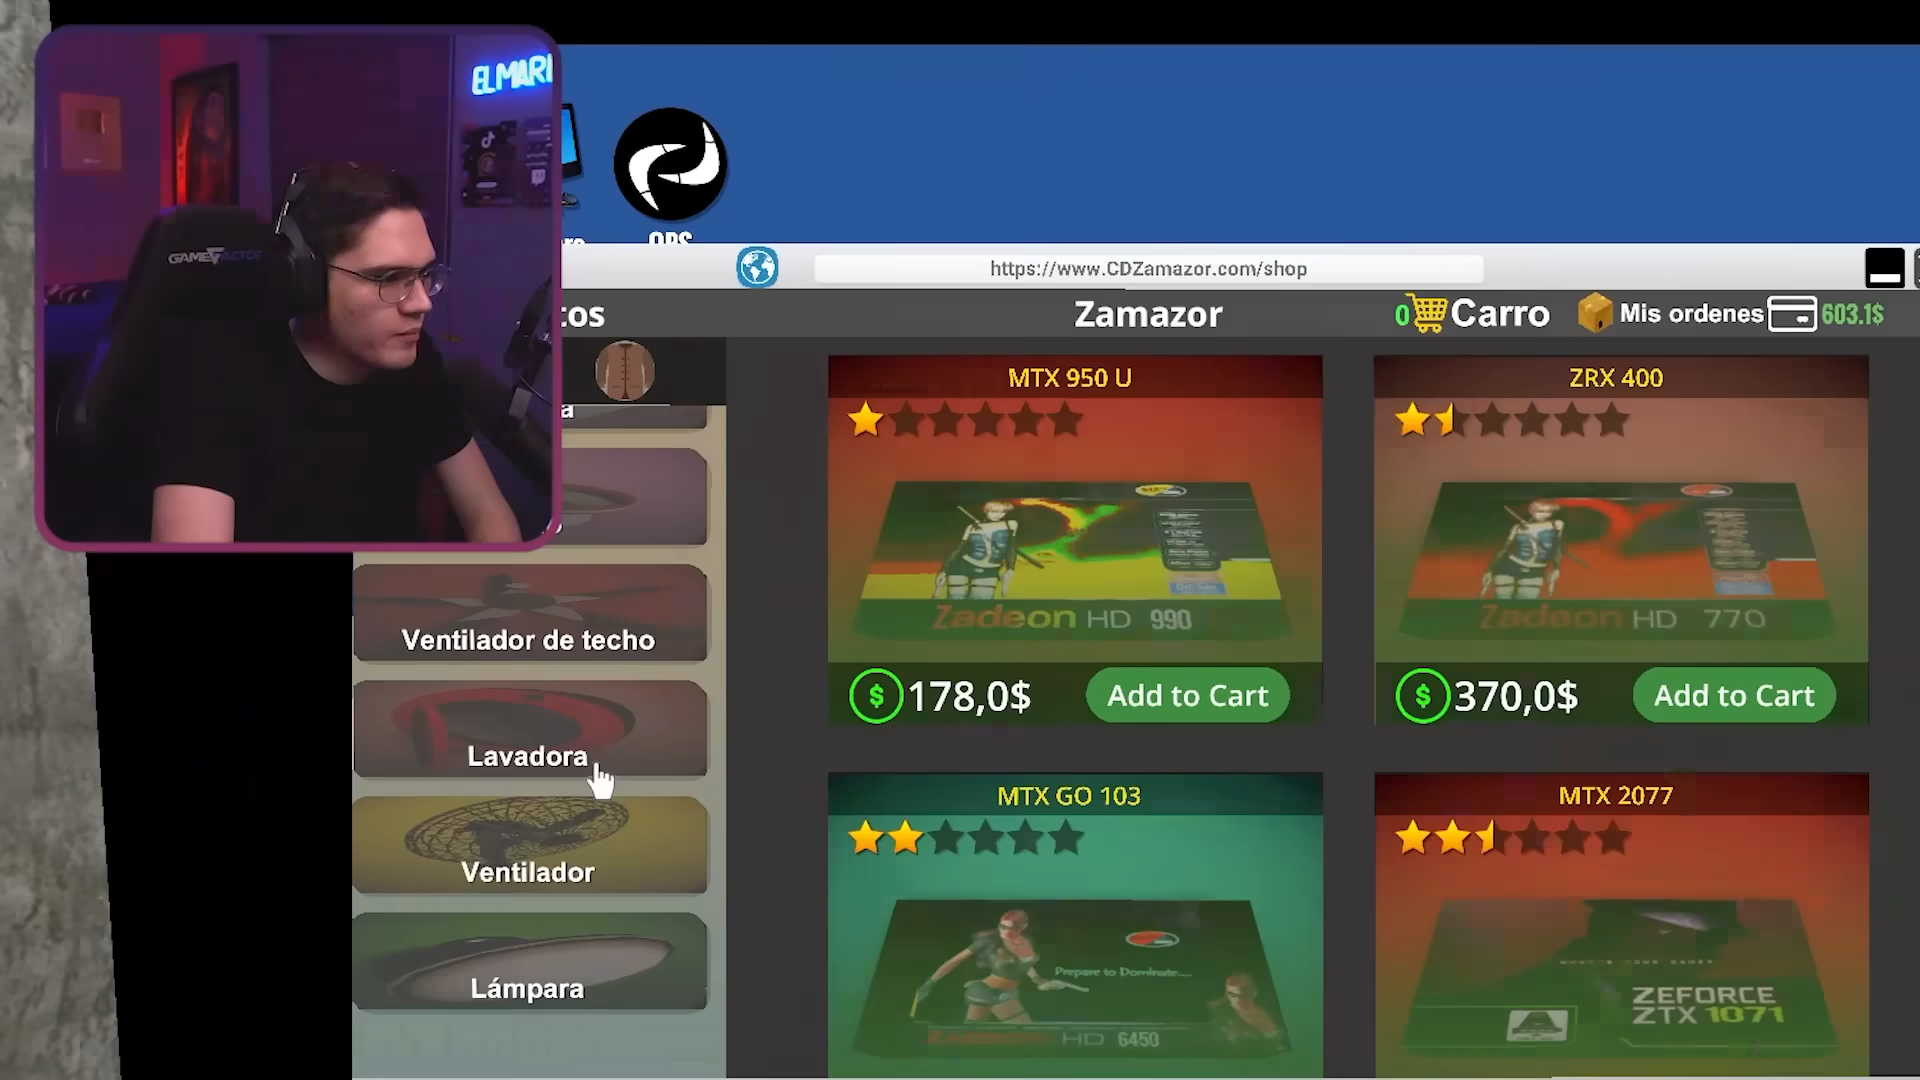 ELMARI
GAMEFACTOR
OBS
https://www.CDZamazor.com/shop
tos
Zamazor
0
Carro
Mis ordenes
603.1$
a
Ventilador de techo
Lavadora
Ventilador
Lámpara
MTX 950 U
Zadeon HD 990
178,0$
Add to Cart
ZRX 400
Zadeon HD 770
370,0$
Add to Cart
MTX GO 103
Prepare to Dominate....
HD 6450
MTX 2077
ZEFORCE
ZTX 1071